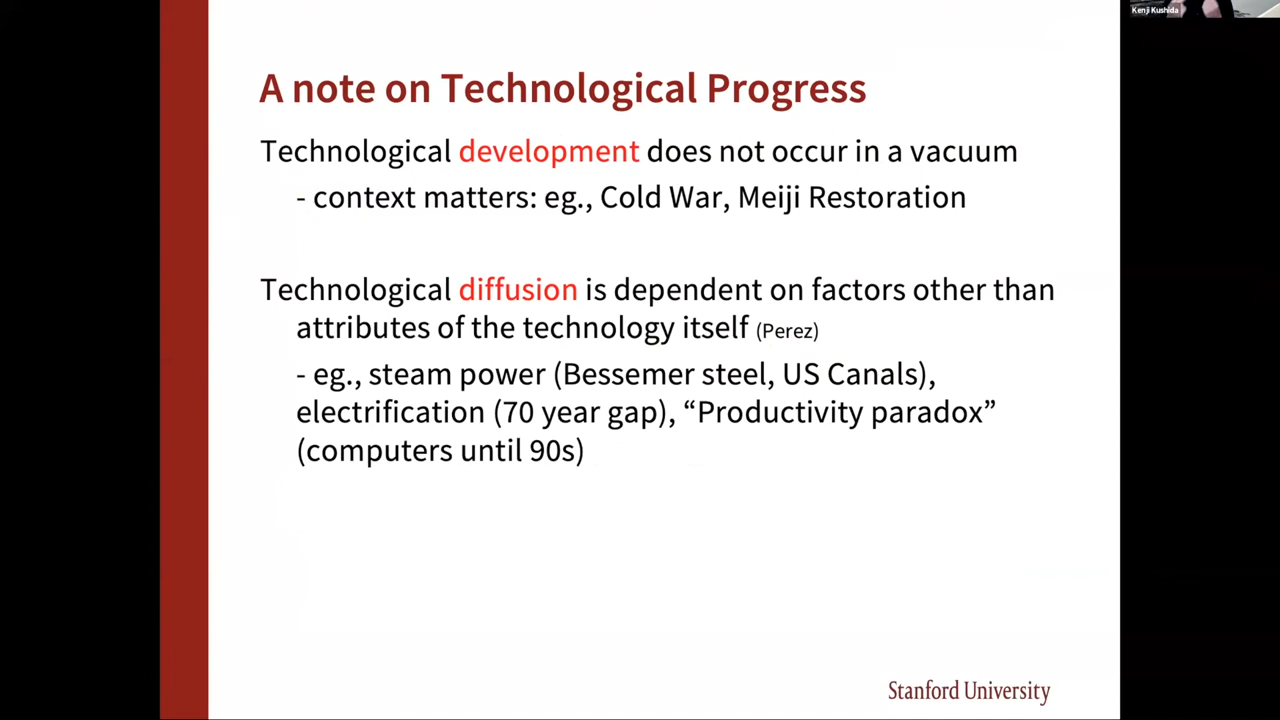 Kenji Kushida
A note on Technological Progress
Technological development does not occur in a vacuum
- context matters: eg., Cold War, Meiji Restoration
Technological diffusion is dependent on factors other than
attributes of the technology itself (Perez)
- eg., steam power (Bessemer steel, US Canals),
electrification (70 year gap), “Productivity paradox”
(computers until 90s)
Stanford University